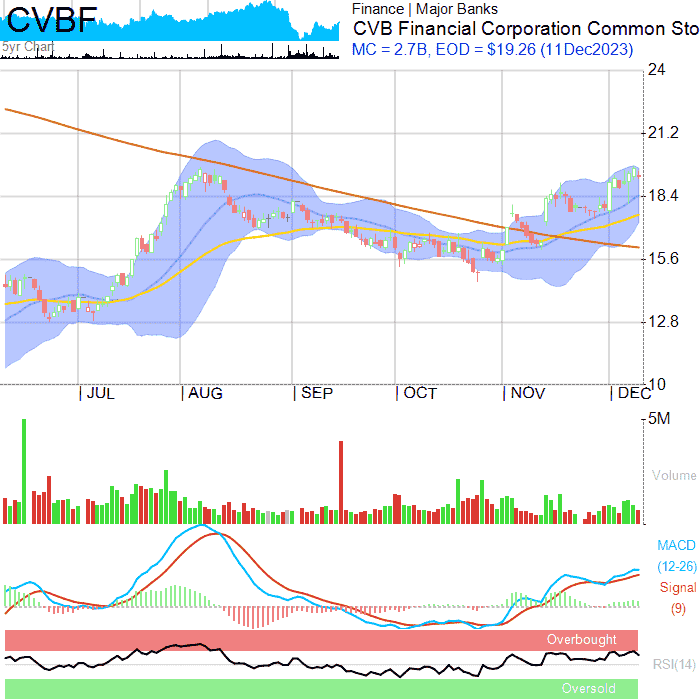 CVBF
5yr Chart
Finance | Major Banks
CVB Financial Corporation Common Sto
MC = 2.7B, EOD = $19.26 (11Dec2023)
24
21.2
18.4
15.6
12.8
10
| JUL
| AUG
| SEP
| OCT
| NOV
| DEC
5M
Volume
MACD
(12-26)
Signal
(9)
Overbought
RSI(14)
Oversold